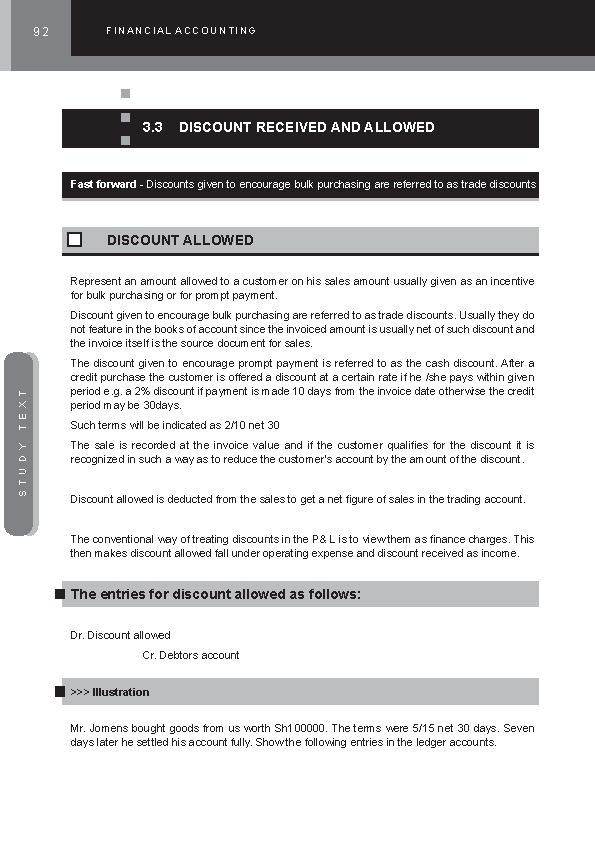 92
FINANCIAL ACCOUNTING
3.3 DISCOUNT RECEIVED AND ALLOWED
Fast forward - Discounts given to encourage bulk purchasing are referred to as trade discounts
DISCOUNT ALLOWED
Represent an amount allowed to a customer on his sales amount usually given as an incentive
for bulk purchasing or for prompt payment.
Discount given to encourage bulk purchasing are referred to as trade discounts. Usually they do
not feature in the books of account since the invoiced amount is usually net of such discount and
the invoice itself is the source document for sales.
The discount given to encourage prompt payment is referred to as the cash discount. After a
credit purchase the customer is offered a discount at a certain rate if he /she pays within given
period e.g. a 2% discount if payment is made 10 days from the invoice date otherwise the credit
period may be 30days.
Such terms will be indicated as 2/10 net 30
The sale is recorded at the invoice value and if the customer qualifies for the discount it is
recognized in such a way as to reduce the customer's account by the amount of the discount.
Discount allowed is deducted from the sales to get a net figure of sales in the trading account.
The conventional way of treating discounts in the P& L is to view them as finance charges. This
then makes discount allowed fall under operating expense and discount received as income.
STUDY TEXT
The entries for discount allowed as follows:
Dr. Discount allowed
Cr. Debtors account
>>> Illustration
Mr. Jomens bought goods from us worth Sh100000. The terms were 5/15 net 30 days. Seven
days later he settled his account fully. Show the following entries in the ledger accounts.